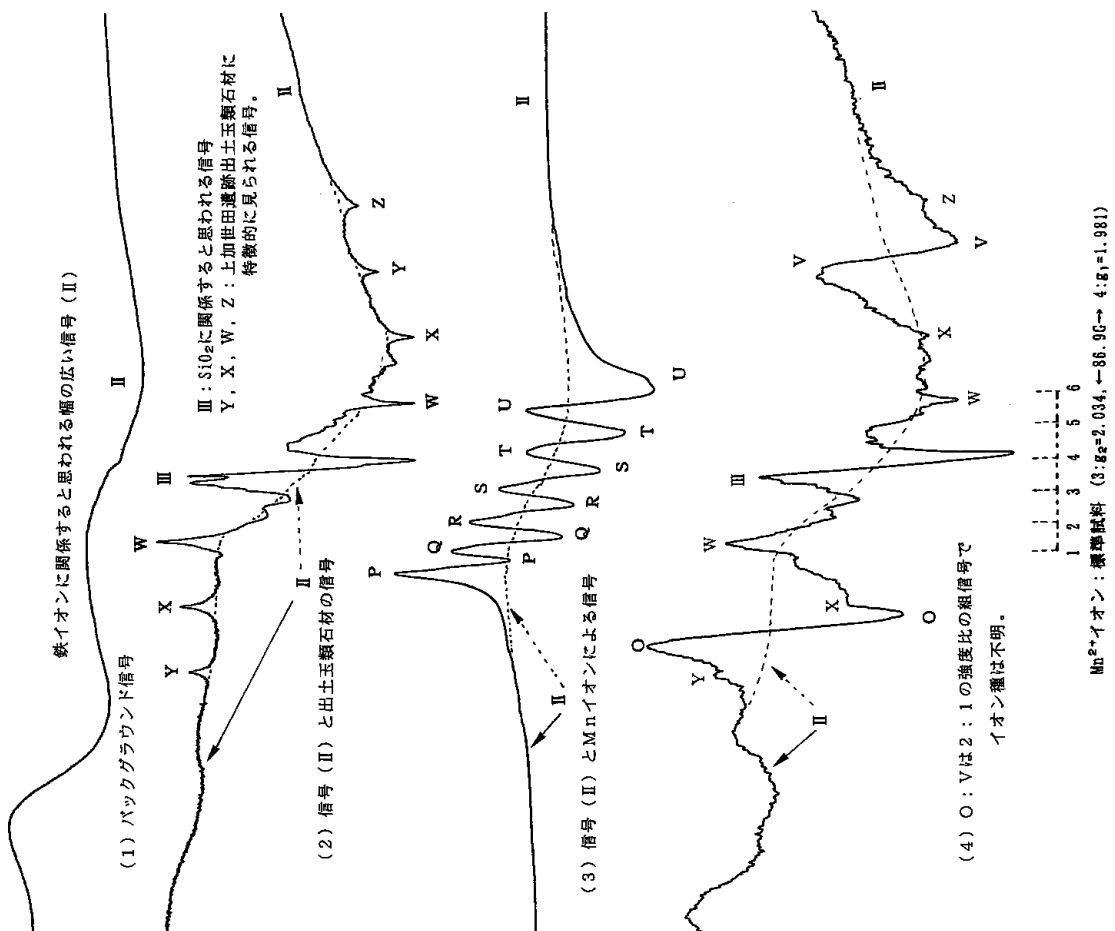 鉄イオンに関係すると思われる幅の広い信号(Ⅱ)
Ⅱ
(1) バックグラウンド信号
Ⅲ:SiO₂に関係すると思われる信号
Y, X, W, Z:上加世田遺跡出土玉類石材に
特徴的に見られる信号。
Y
X
W
Ⅲ
Ⅱ
W
X
Y
Z
Ⅱ
(2) 信号(Ⅱ)と出土玉類石材の信号
P
Q
R
S
T
U
Ⅱ
P
Q
R
S
T
U
Ⅱ
(3) 信号(Ⅱ)とMnイオンによる信号
Y
O
W
Ⅲ
V
Ⅱ
X
O
W
X
V
Z
Ⅱ
(4) O:Vは2:1の強度比の組信号で
イオン種は不明。
1 2 3 4 5 6
Mn²⁺イオン:標準試料 (3:g₂=2.034,←86.9G→ 4:g₁=1.981)